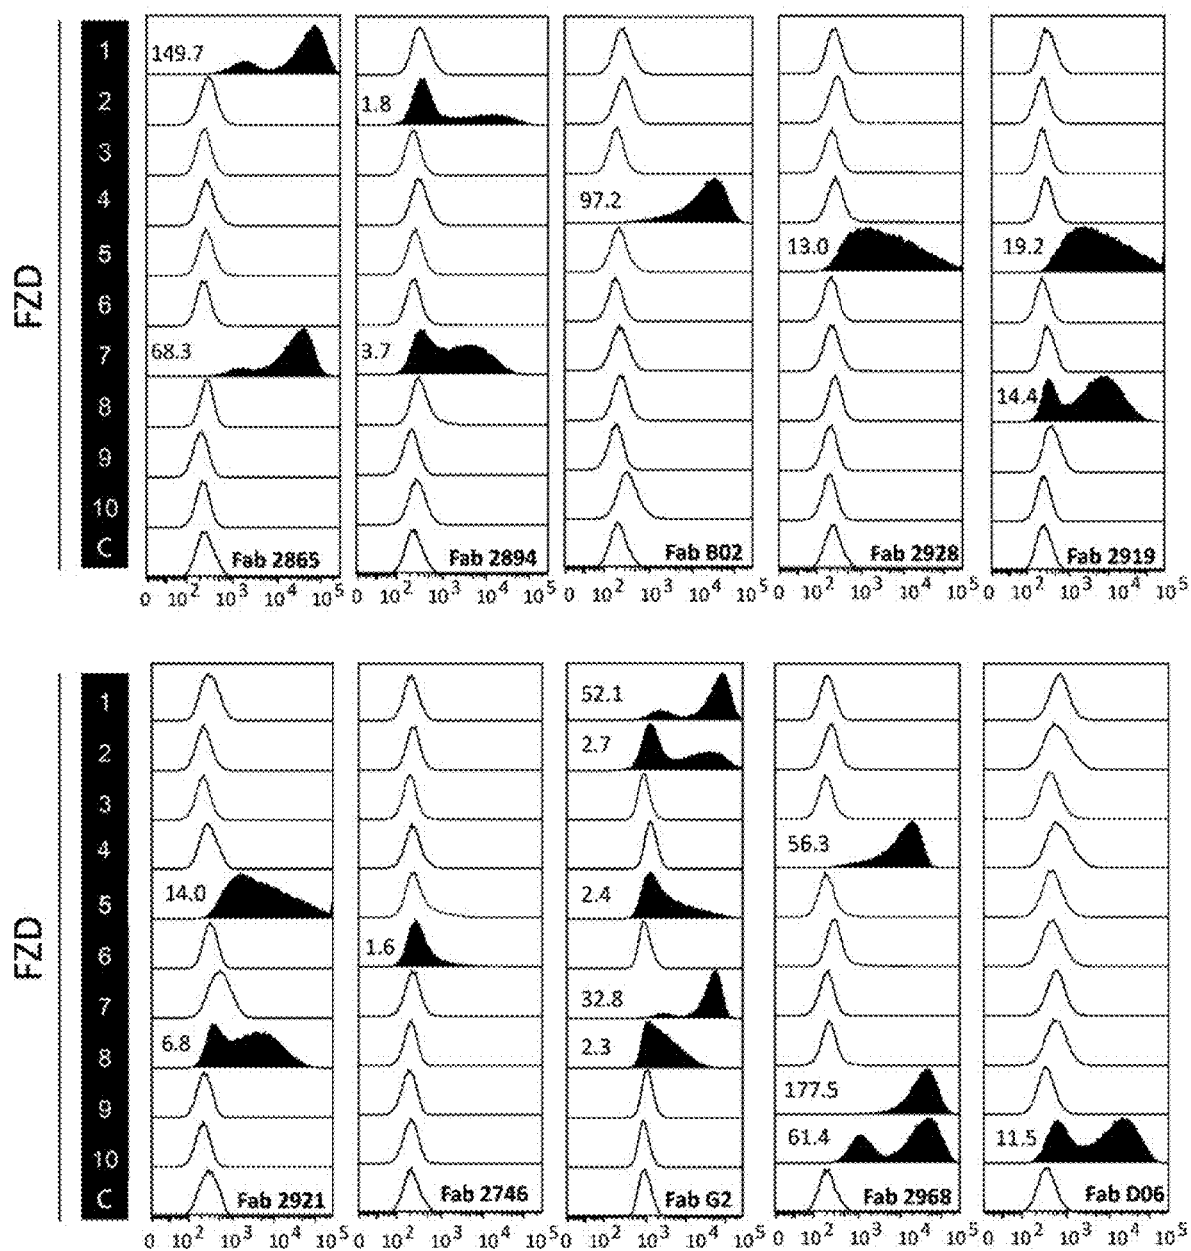 FZD
1
149.7
2
1.8
3
4
97.2
5
13.0
19.2
6
7
68.3
3.7
8
14.4
9
10
C
Fab 2865
Fab 2894
Fab B02
Fab 2928
Fab 2919
0 10² 10³ 10⁴ 10⁵
0 10² 10³ 10⁴ 10⁵
0 10² 10³ 10⁴ 10⁵
0 10² 10³ 10⁴ 10⁵
0 10² 10³ 10⁴ 10⁵
FZD
1
52.1
2
2.7
3
4
56.3
5
14.0
2.4
6
1.6
7
32.8
8
6.8
2.3
9
177.5
10
61.4
11.5
C
Fab 2921
Fab 2746
Fab G2
Fab 2968
Fab D06
0 10² 10³ 10⁴ 10⁵
0 10² 10³ 10⁴ 10⁵
0 10² 10³ 10⁴ 10⁵
0 10² 10³ 10⁴ 10⁵
0 10² 10³ 10⁴ 10⁵